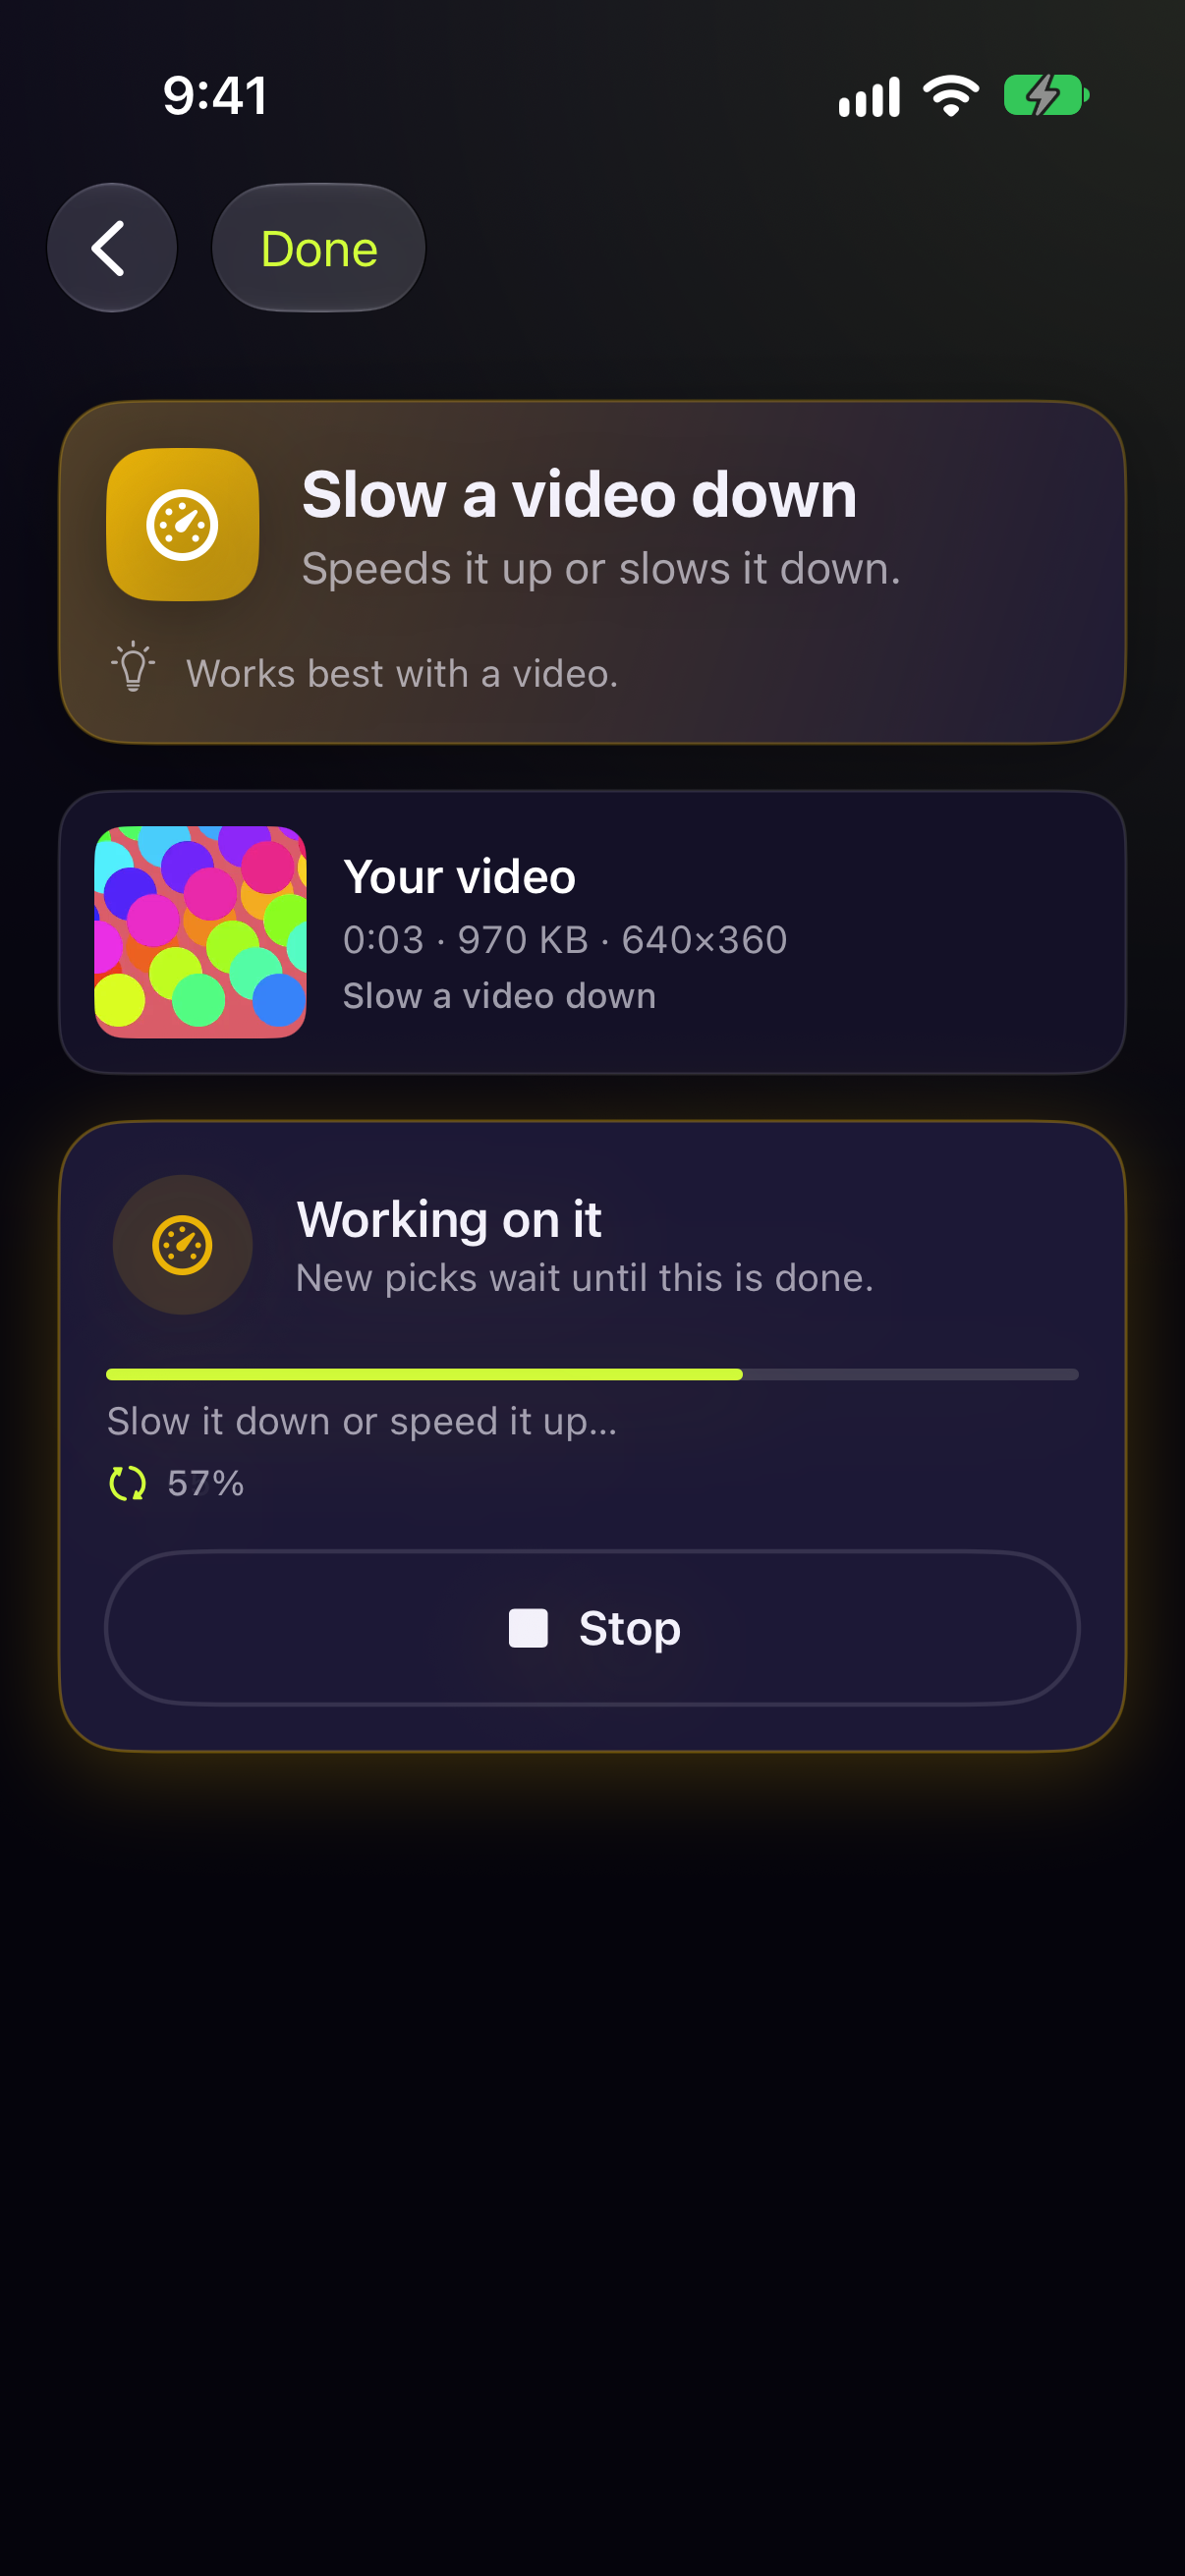 9:41
Done
Slow a video down
Speeds it up or slows it down.
Works best with a video.
Your video
0:03 · 970 KB · 640×360
Slow a video down
Working on it
New picks wait until this is done.
Slow it down or speed it up...
57%
Stop